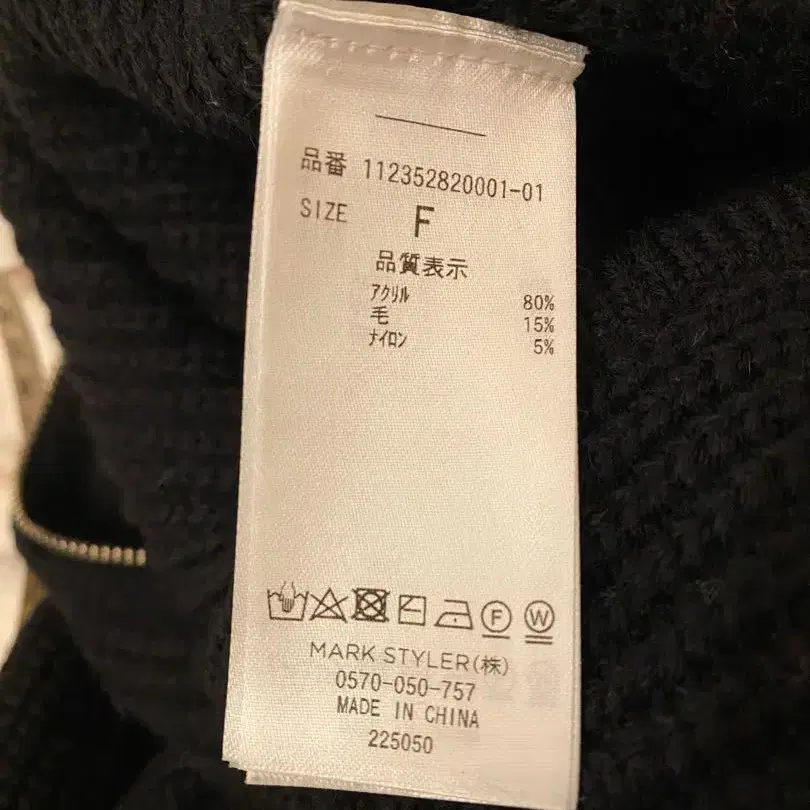 品番 112352820001-01
SIZE F
品質表示
アクリル 80%
毛 15%
ナイロン 5%
F W
MARK STYLER(株)
0570-050-757
MADE IN CHINA
225050